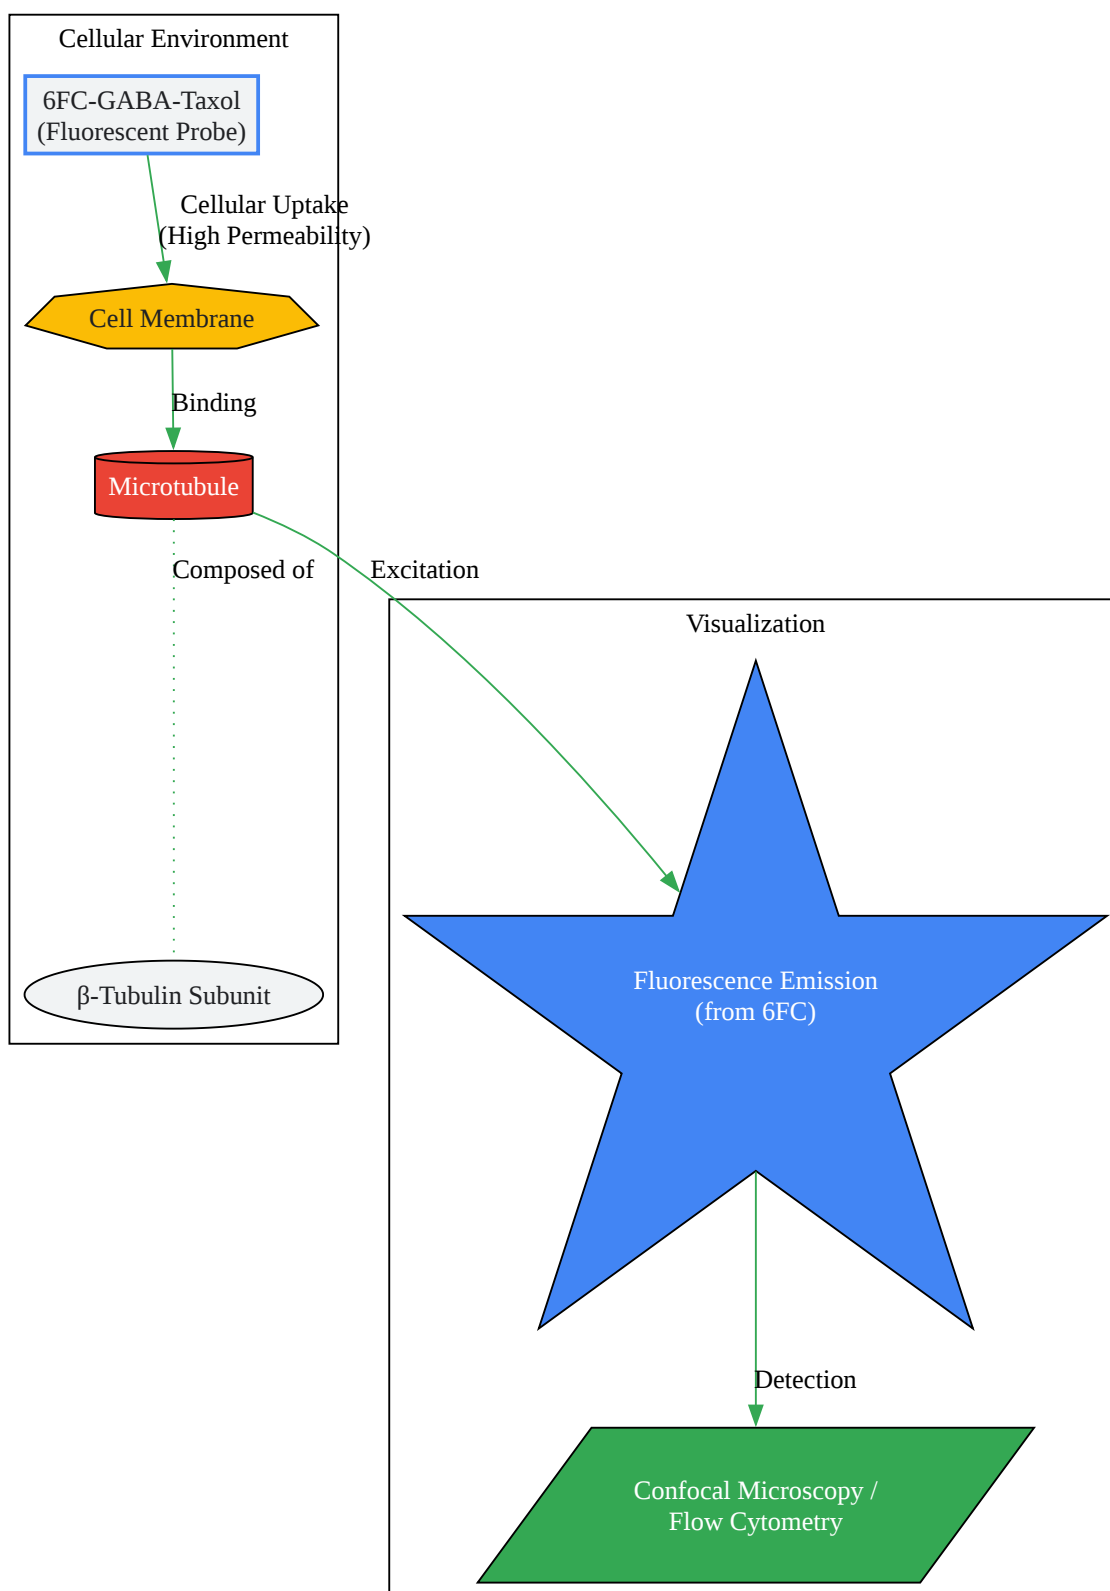 Cellular Environment
6FC-GABA-Taxol
(Fluorescent Probe)
Cellular Uptake
(High Permeability)
Cell Membrane
Binding
Microtubule
Composed of
Excitation
Visualization
Fluorescence Emission
(from 6FC)
β-Tubulin Subunit
Detection
Confocal Microscopy /
Flow Cytometry